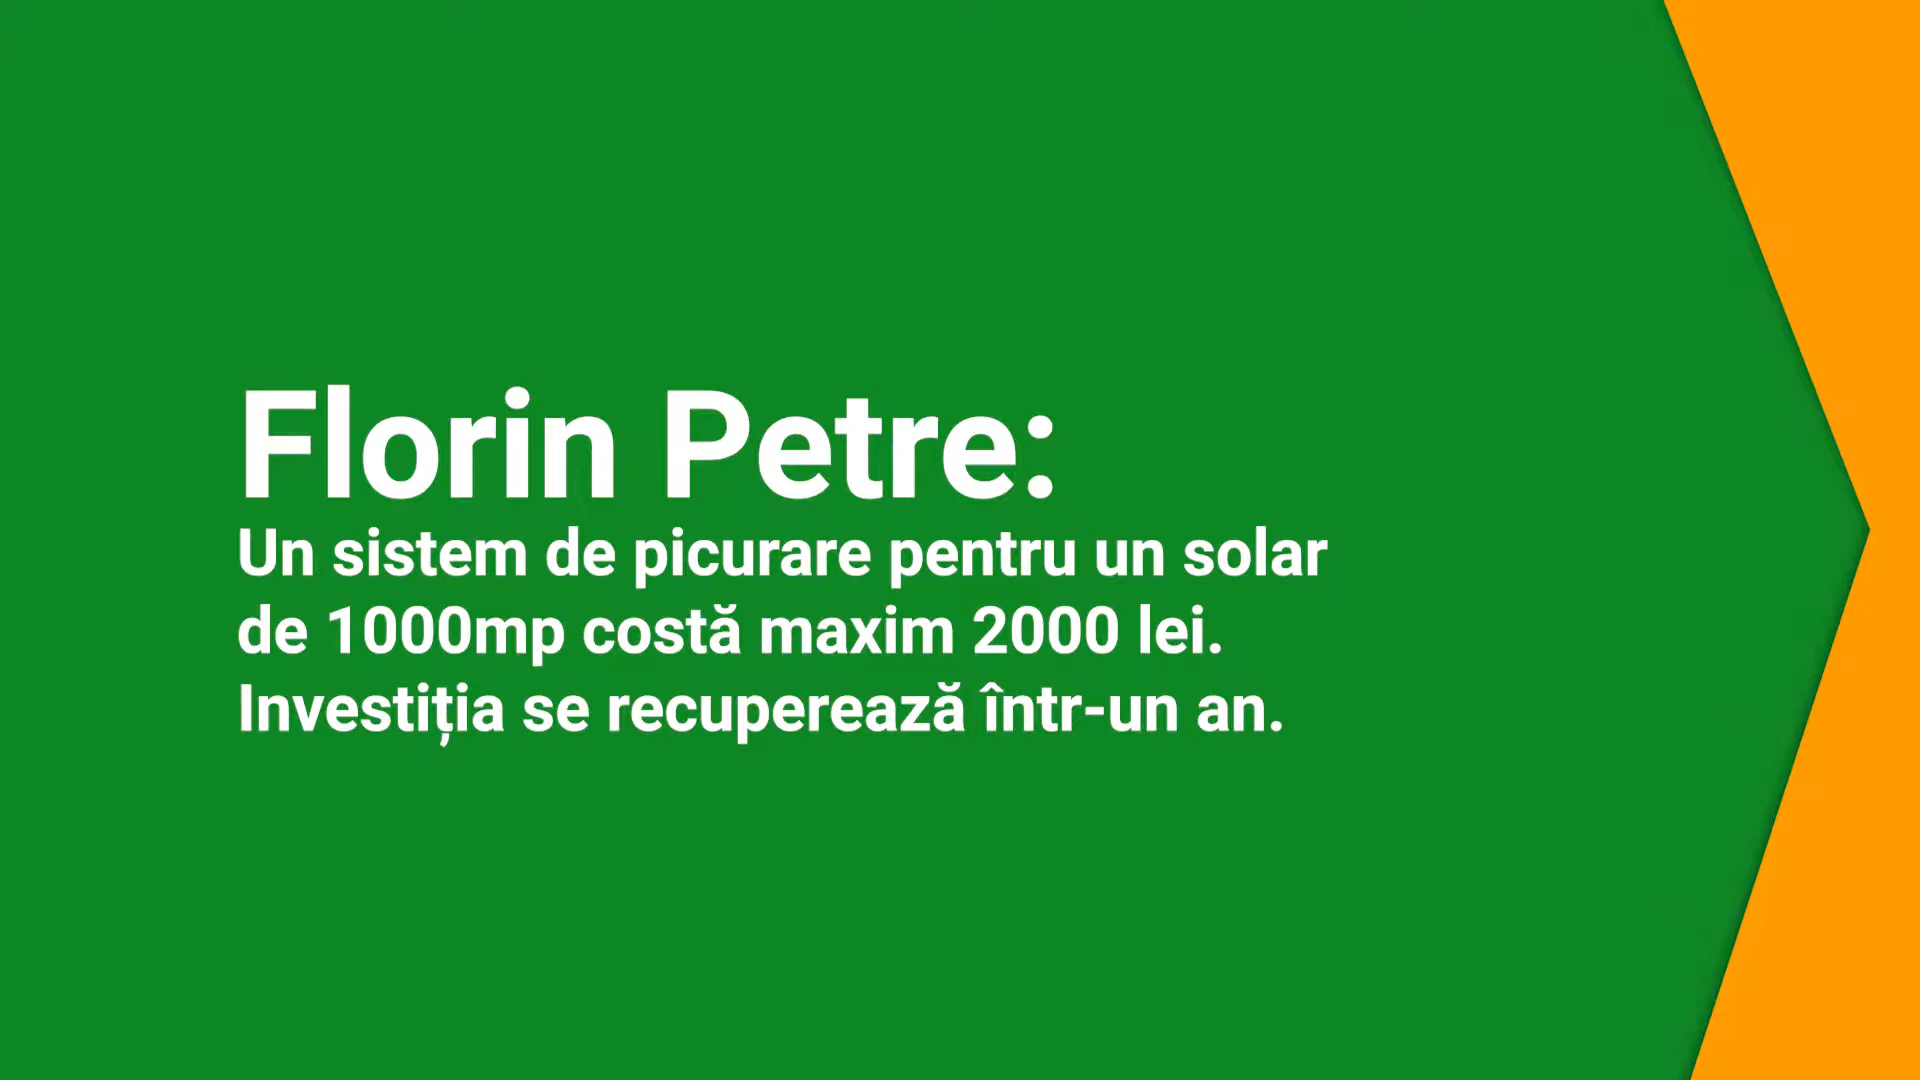 Florin Petre:
Un sistem de picurare pentru un solar
de 1000mp costă maxim 2000 lei.
Investiția se recuperează într-un an.